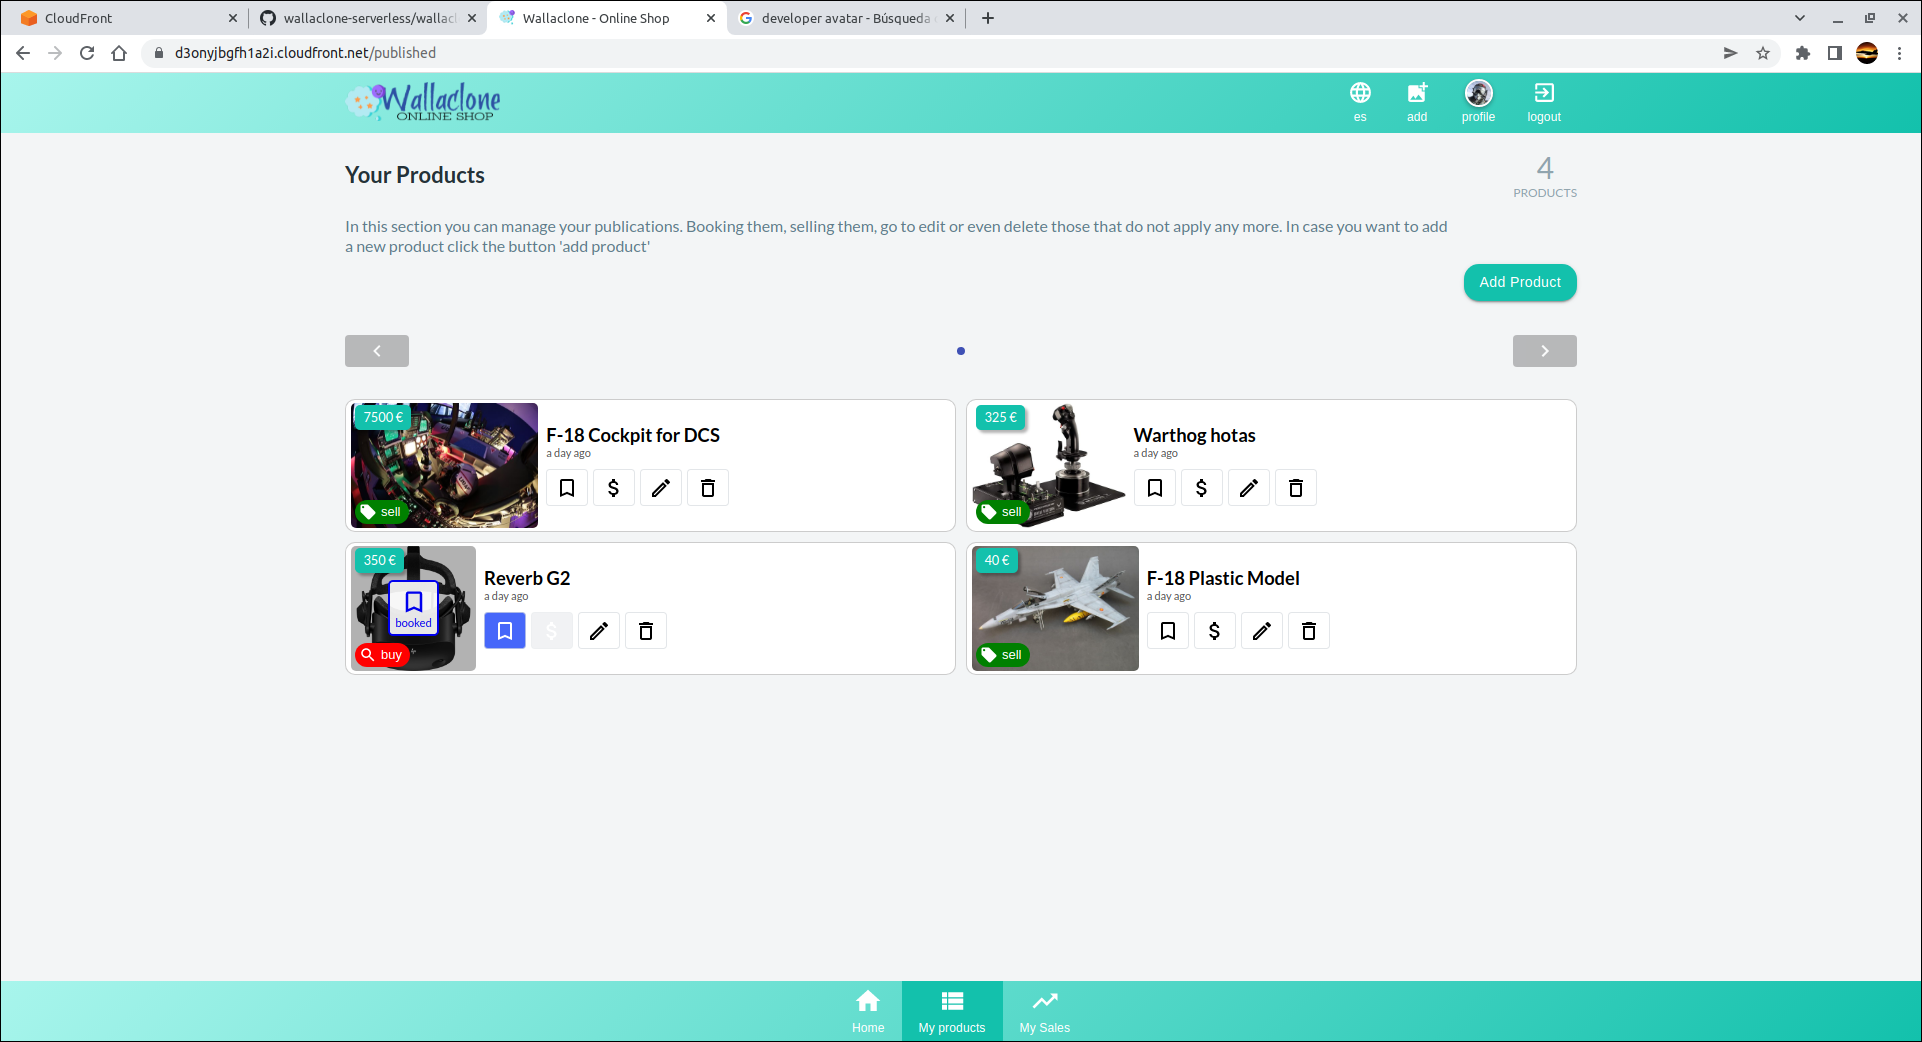 CloudFront
wallaclone-serverless/wallacl
Wallaclone - Online Shop
developer avatar - Búsqueda
d3onyjbgfh1a2i.cloudfront.net/published
Wallaclone
ONLINE SHOP
es
add
profile
logout
Your Products
4
PRODUCTS
In this section you can manage your publications. Booking them, selling them, go to edit or even delete those that do not apply any more. In case you want to add
a new product click the button 'add product'
Add Product
7500 €
F-18 Cockpit for DCS
a day ago
sell
325 €
Warthog hotas
a day ago
sell
350 €
Reverb G2
a day ago
booked
buy
40 €
F-18 Plastic Model
a day ago
sell
Home
My products
My Sales